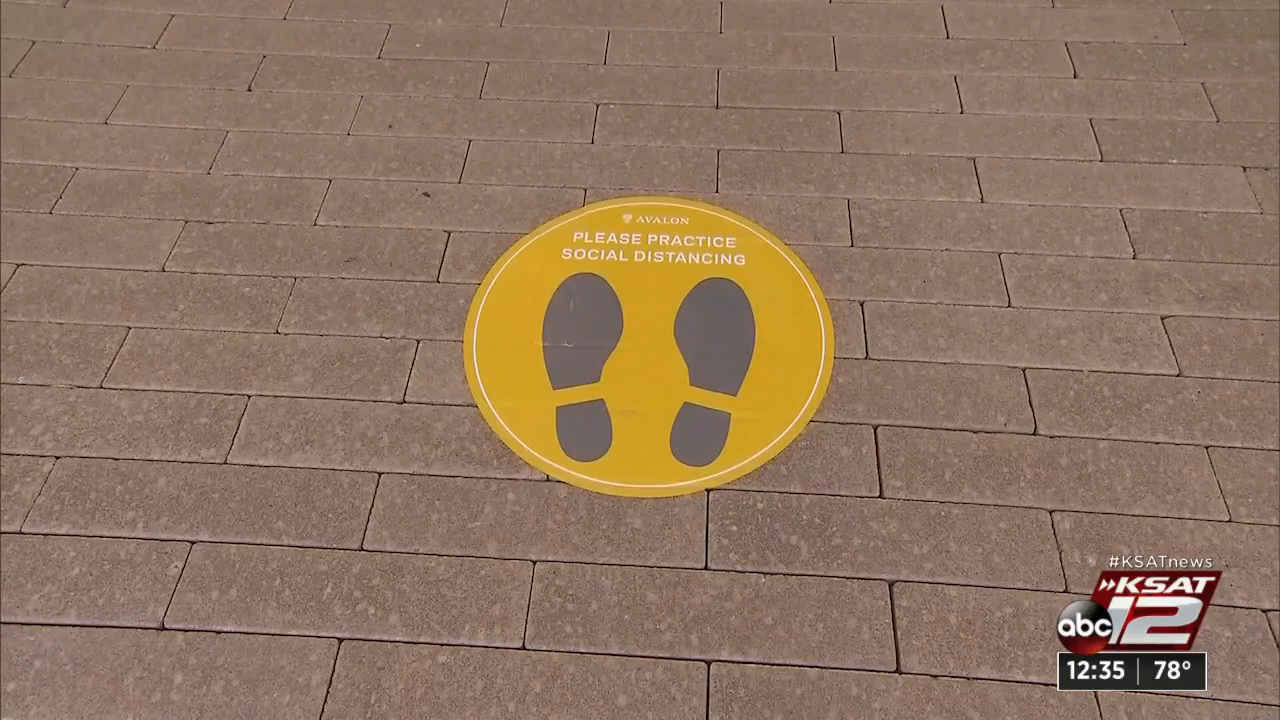 AVALON
PLEASE PRACTICE
SOCIAL DISTANCING
#KSATnews
KSAT
abc 12
12:35 78°